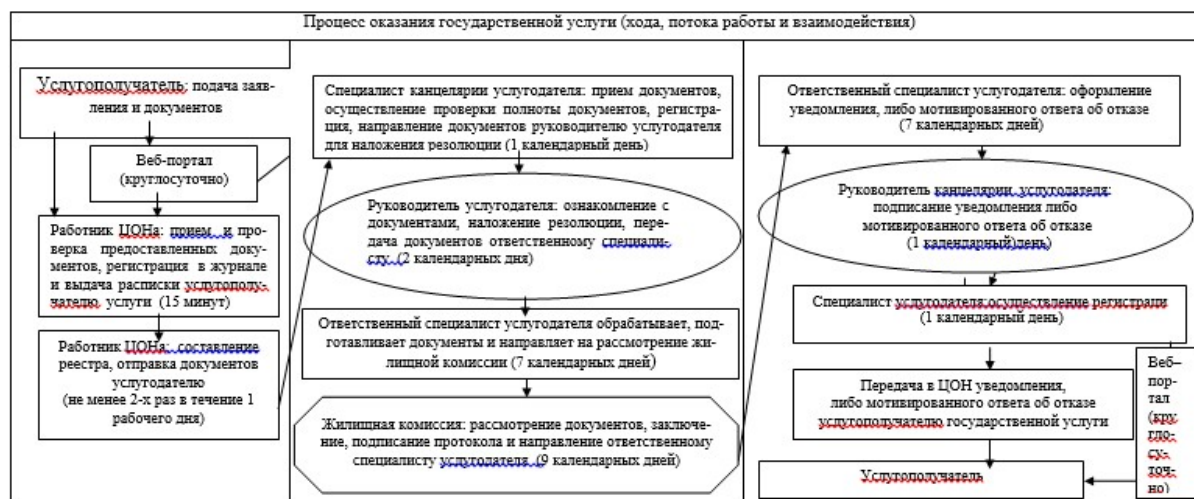 Процесс оказания государственной услуги (хода, потока работы и взаимодействия)
Услугополучатель: подача заяв-
ления и документов
Веб-портал
(круглосуточно)
Работник ЦОНа: прием и про-
верка предоставленных доку-
ментов, регистрация в журнале
и выдача расписки услугополу-
чателю услуги (15 минут)
Работник ЦОНа: составление
реестра, отправка документов
услугодателю
(не менее 2-х раз в течение 1
рабочего дня)
Специалист канцелярии услугодателя: прием документов,
осуществление проверки полноты документов, регистра-
ция, направление документов руководителю услугодателя
для наложения резолюции (1 календарный день)
Руководитель услугодателя: ознакомление с
документами, наложение резолюции, пере-
дача документов ответственному специали-
сту (2 календарных дня)
Ответственный специалист услугодателя обрабатывает, под-
готавливает документы и направляет на рассмотрение жи-
лищной комиссии (7 календарных дней)
Жилищная комиссия: рассмотрение документов, заключе-
ние, подписание протокола и направление ответственному
специалисту услугодателя (9 календарных дней)
Ответственный специалист услугодателя: оформление
уведомления, либо мотивированного ответа об отказе
(7 календарных дней)
Руководитель канцелярии услугодателя:
подписание уведомления либо
мотивированного ответа об отказе
(1 календарный)день)
Специалист услугодателя:осуществление регистраци
(1 календарный день)
Передача в ЦОН уведомления,
либо мотивированного ответа об отказе
услугополучателю государственной услуги
Услугополучатель
Веб–
пор-
тал
(кру
гло-
су-
точ-
но)